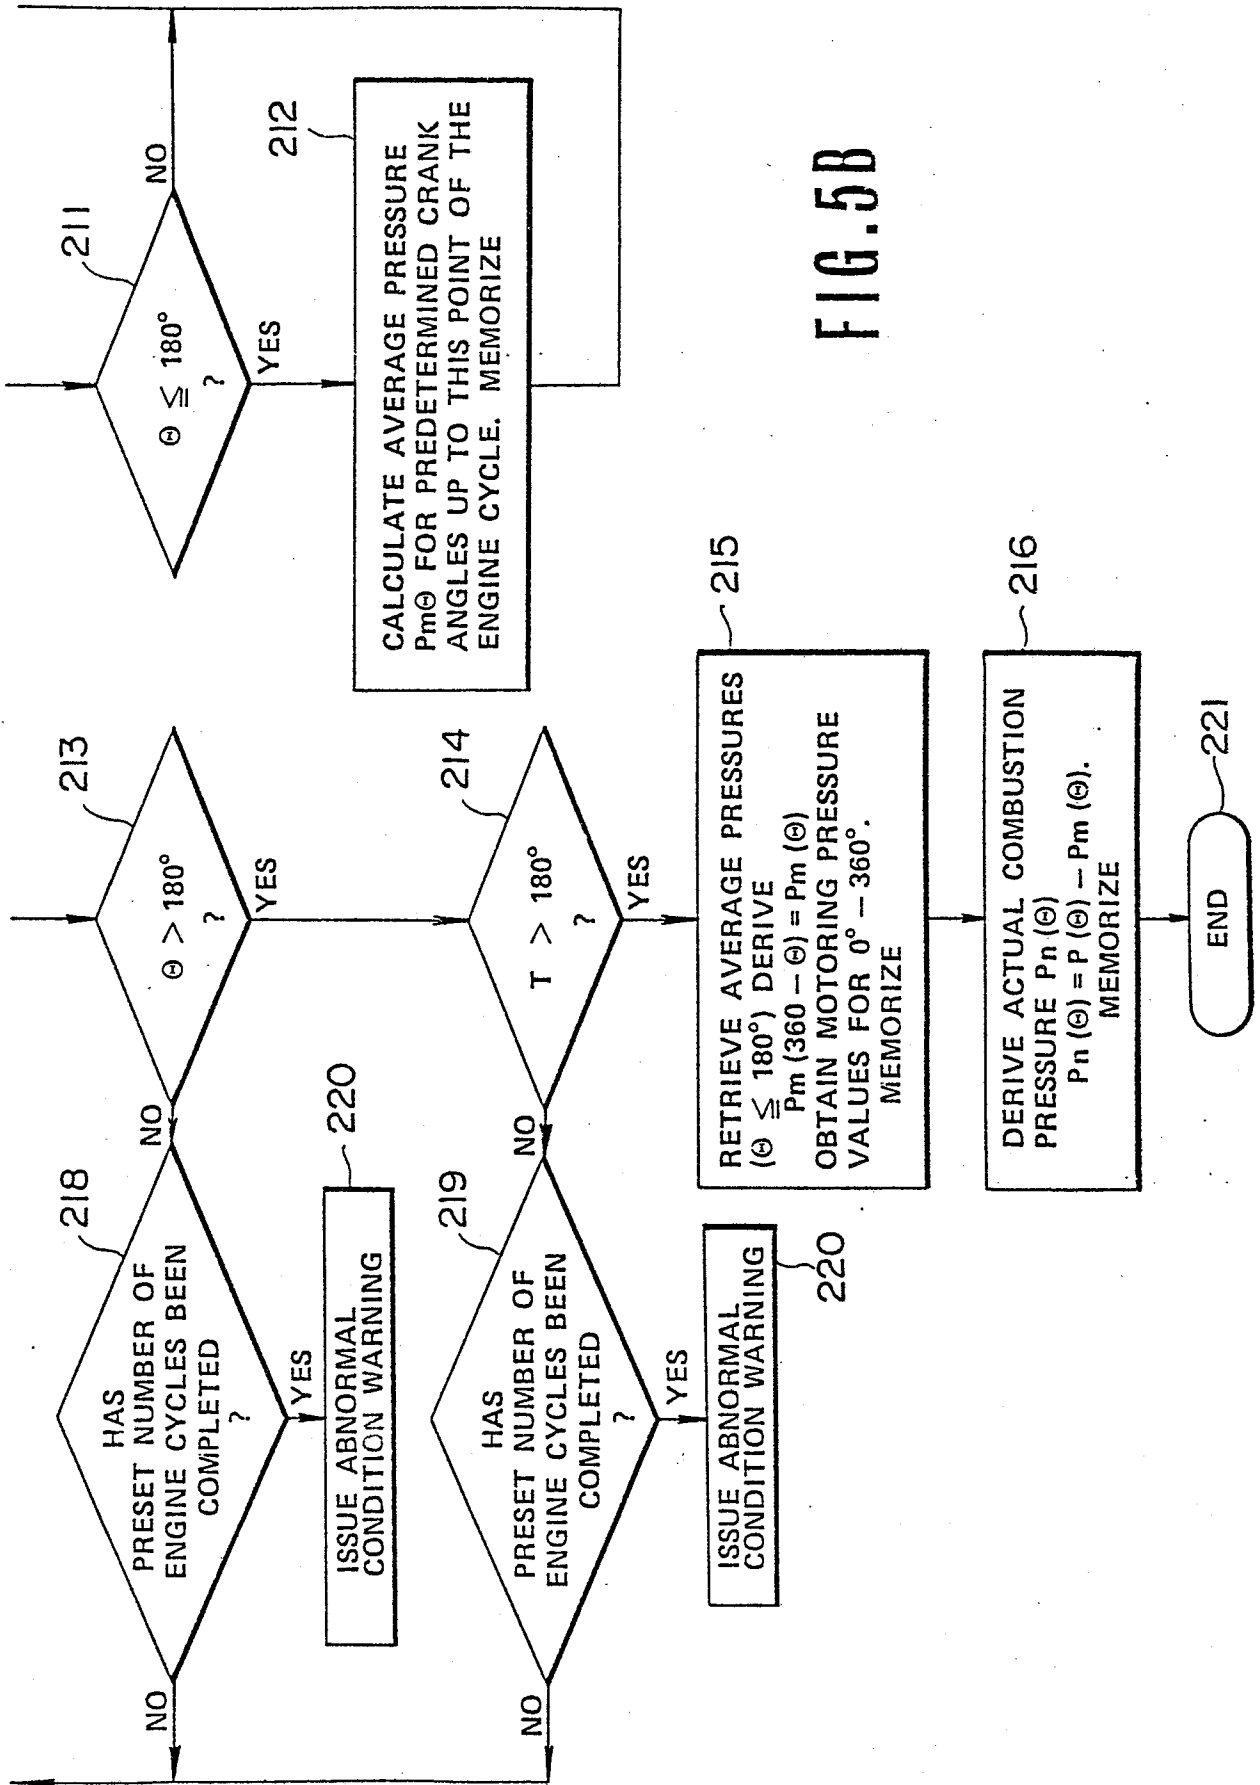 218
HAS
PRESET NUMBER OF
ENGINE CYCLES BEEN
COMPLETED
?
NO
YES
220
ISSUE ABNORMAL
CONDITION WARNING
NO
213
Θ > 180°
?
YES
211
Θ ≦ 180°
?
NO
YES
212
CALCULATE AVERAGE PRESSURE
PmΘ FOR PREDETERMINED CRANK
ANGLES UP TO THIS POINT OF THE
ENGINE CYCLE. MEMORIZE
219
HAS
PRESET NUMBER OF
ENGINE CYCLES BEEN
COMPLETED
?
NO
YES
ISSUE ABNORMAL
CONDITION WARNING
220
NO
214
T > 180°
?
YES
215
RETRIEVE AVERAGE PRESSURES
(Θ ≦ 180°) DERIVE
Pm (360 – Θ) = Pm (Θ)
OBTAIN MOTORING PRESSURE
VALUES FOR 0° – 360°.
MEMORIZE
216
DERIVE ACTUAL COMBUSTION
PRESSURE Pn (Θ)
Pn (Θ) = P (Θ) – Pm (Θ).
MEMORIZE
221
END
FIG.5B